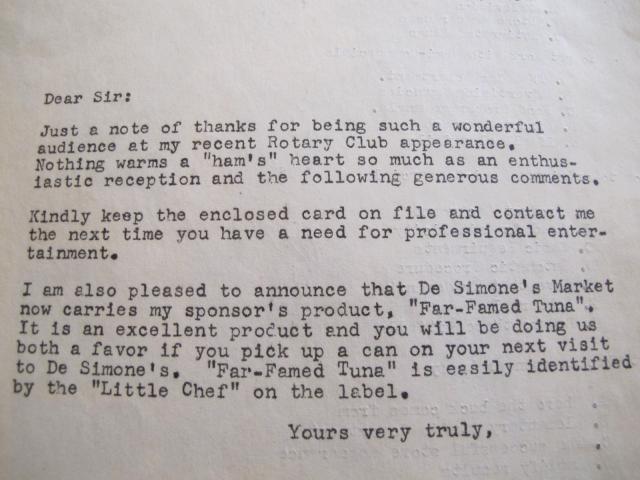 Dear Sir:
Just a note of thanks for being such a wonderful
audience at my recent Rotary Club appearance.
Nothing warms a "ham's" heart so much as an enthus-
iastic reception and the following generous comments.
Kindly keep the enclosed card on file and contact me
the next time you have a need for professional enter-
tainment.
I am also pleased to announce that De Simone's Market
now carries my sponsor's product, "Far-Famed Tuna".
It is an excellent product and you will be doing us
both a favor if you pick up a can on your next visit
to De Simone's. "Far-Famed Tuna" is easily identified
by the "Little Chef" on the label.
Yours very truly,